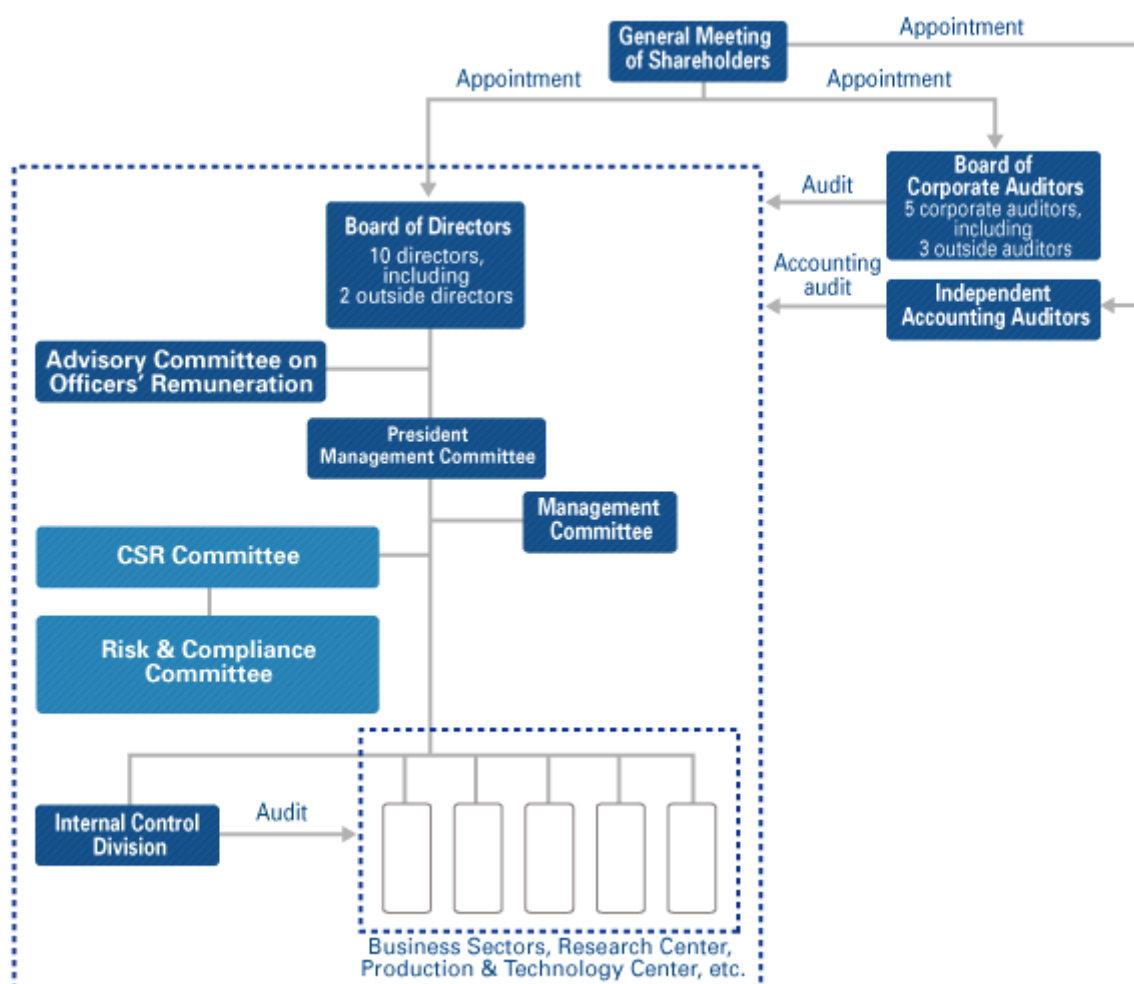 General Meeting
of Shareholders
Appointment
Appointment
Appointment
Board of
Corporate Auditors
5 corporate auditors,
including
3 outside auditors
Audit
Board of Directors
10 directors,
including
2 outside directors
Accounting
audit
Independent
Accounting Auditors
Advisory Committee on
Officers’ Remuneration
President
Management Committee
Management
Committee
CSR Committee
Risk & Compliance
Committee
Internal Control
Division
Audit
Business Sectors, Research Center,
Production & Technology Center, etc.